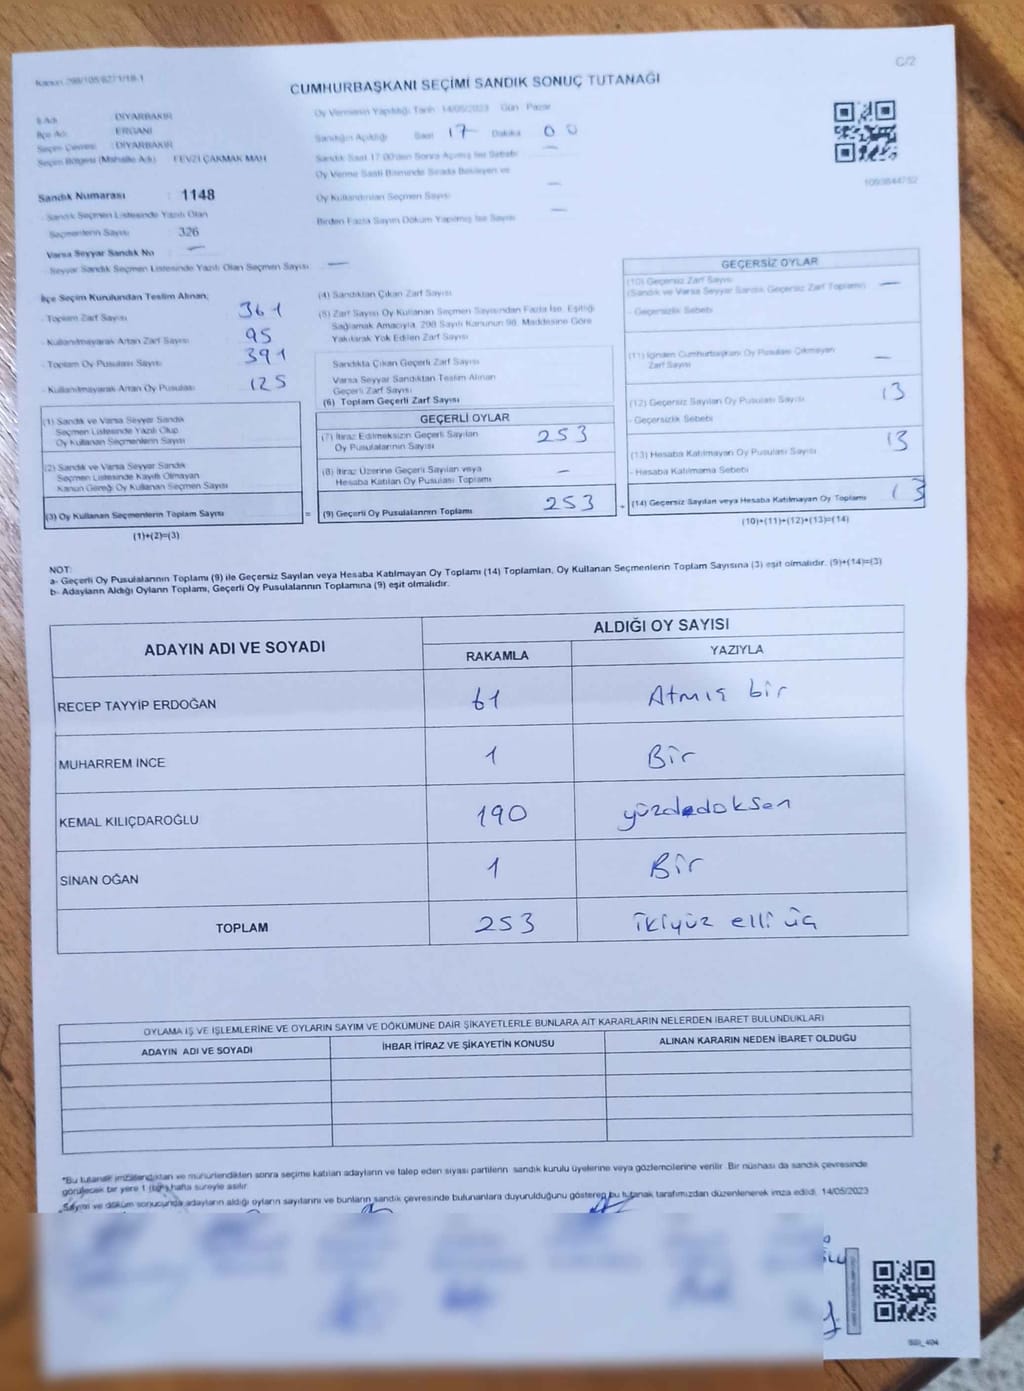 Kanun 298/105/6271/18-1
C/2
CUMHURBAŞKANI SEÇİMİ SANDIK SONUÇ TUTANAĞI
İl Adı : DİYARBAKIR
İlçe Adı : ERGANİ
Seçim Çevresi : DİYARBAKIR
Seçim Bölgesi (Mahalle Adı) : FEVZİ ÇAKMAK MAH
Sandık Numarası : 1148
- Sandık Seçmen Listesinde Yazılı Olan
Seçmenlerin Sayısı 326
Varsa Seyyar Sandık No —
- Seyyar Sandık Seçmen Listesinde Yazılı Olan Seçmen Sayısı —
Oy Vermenin Yapıldığı Tarih 14/05/2023 Gün Pazar
Sandığın Açıldığı Saat 17 Dakika 00
Sandık Saat 17.00'den Sonra Açılmış İse Sebebi —
Oy Verme Saati Bitiminde Sırada Bekleyen ve
Oy Kullandırılan Seçmen Sayısı —
Birden Fazla Sayım Döküm Yapılmış İse Sayısı —
İlçe Seçim Kurulundan Teslim Alınan;
- Toplam Zarf Sayısı 361
- Kullanılmayarak Artan Zarf Sayısı 95
- Toplam Oy Pusulası Sayısı 391
- Kullanılmayarak Artan Oy Pusulası 125
(1) Sandık ve Varsa Seyyar Sandık
Seçmen Listesinde Yazılı Olup
Oy Kullanan Seçmenlerin Sayısı
(2) Sandık ve Varsa Seyyar Sandık
Seçmen Listesinde Kayıtlı Olmayan
Kanun Gereği Oy Kullanan Seçmen Sayısı
(3) Oy Kullanan Seçmenlerin Toplam Sayısı
(1)+(2)=(3)
(4) Sandıktan Çıkan Zarf Sayısı
(5) Zarf Sayısı Oy Kullanan Seçmen Sayısından Fazla İse, Eşitliği
Sağlamak Amacıyla, 298 Sayılı Kanunun 98. Maddesine Göre
Yakılarak Yok Edilen Zarf Sayısı
Sandıkta Çıkan Geçerli Zarf Sayısı
Varsa Seyyar Sandıktan Teslim Alınan
Geçerli Zarf Sayısı
(6) Toplam Geçerli Zarf Sayısı
GEÇERLİ OYLAR
(7) İtiraz Edilmeksizin Geçerli Sayılan
Oy Pusulalarının Sayısı 253
(8) İtiraz Üzerine Geçerli Sayılan veya
Hesaba Katılan Oy Pusulası Toplamı —
= (9) Geçerli Oy Pusulalarının Toplamı 253 +
GEÇERSİZ OYLAR
(10) Geçersiz Zarf Sayısı
(Sandık ve Varsa Seyyar Sandık Geçersiz Zarf Toplamı) —
- Geçersizlik Sebebi
(11) İçinden Cumhurbaşkanı Oy Pusulası Çıkmayan
Zarf Sayısı —
(12) Geçersiz Sayılan Oy Pusulası Sayısı 13
- Geçersizlik Sebebi
(13) Hesaba Katılmayan Oy Pusulası Sayısı 13
- Hesaba Katılmama Sebebi
(14) Geçersiz Sayılan veya Hesaba Katılmayan Oy Toplamı 13
(10)+(11)+(12)+(13)=(14)
NOT:
a- Geçerli Oy Pusulalarının Toplamı (9) ile Geçersiz Sayılan veya Hesaba Katılmayan Oy Toplamı (14) Toplamları, Oy Kullanan Seçmenlerin Toplam Sayısına (3) eşit olmalıdır. (9)+(14)=(3)
b- Adayların Aldığı Oyların Toplamı, Geçerli Oy Pusulalarının Toplamına (9) eşit olmalıdır.
ADAYIN ADI VE SOYADI
ALDIĞI OY SAYISI
RAKAMLA YAZIYLA
RECEP TAYYİP ERDOĞAN 61 Atmış bir
MUHARREM İNCE 1 Bir
KEMAL KILIÇDAROĞLU 190 yüzdedoksan
SİNAN OĞAN 1 Bir
TOPLAM 253 ikiyüz elli üç
OYLAMA İŞ VE İŞLEMLERİNE VE OYLARIN SAYIM VE DÖKÜMÜNE DAİR ŞİKAYETLERLE BUNLARA AİT KARARLARIN NELERDEN İBARET BULUNDUKLARI
ADAYIN ADI VE SOYADI İHBAR İTİRAZ VE ŞİKAYETİN KONUSU ALINAN KARARIN NEDEN İBARET OLDUĞU
*Bu tutanak imzalandıktan ve mühürlendikten sonra seçime katılan adayların ve talep eden siyasi partilerin sandık kurulu üyelerine veya gözlemcilerine verilir. Bir nüshası da sandık çevresinde
görülecek bir yere 1 (bir) hafta süreyle asılır.
Sayım ve döküm sonucunda adayların aldığı oyların sayılarını ve bunların sandık çevresinde bulunanlara duyurulduğunu gösteren bu tutanak tarafımızdan düzenlenerek imza edildi. 14/05/2023